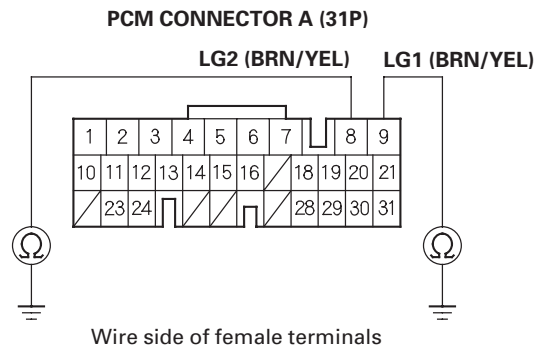 PCM CONNECTOR A (31P)
LG2 (BRN/YEL) LG1 (BRN/YEL)
1 2 3 4 5 6 7 8 9
10 11 12 13 14 15 16 18 19 20 21
23 24 28 29 30 31
Ω Ω
Wire side of female terminals